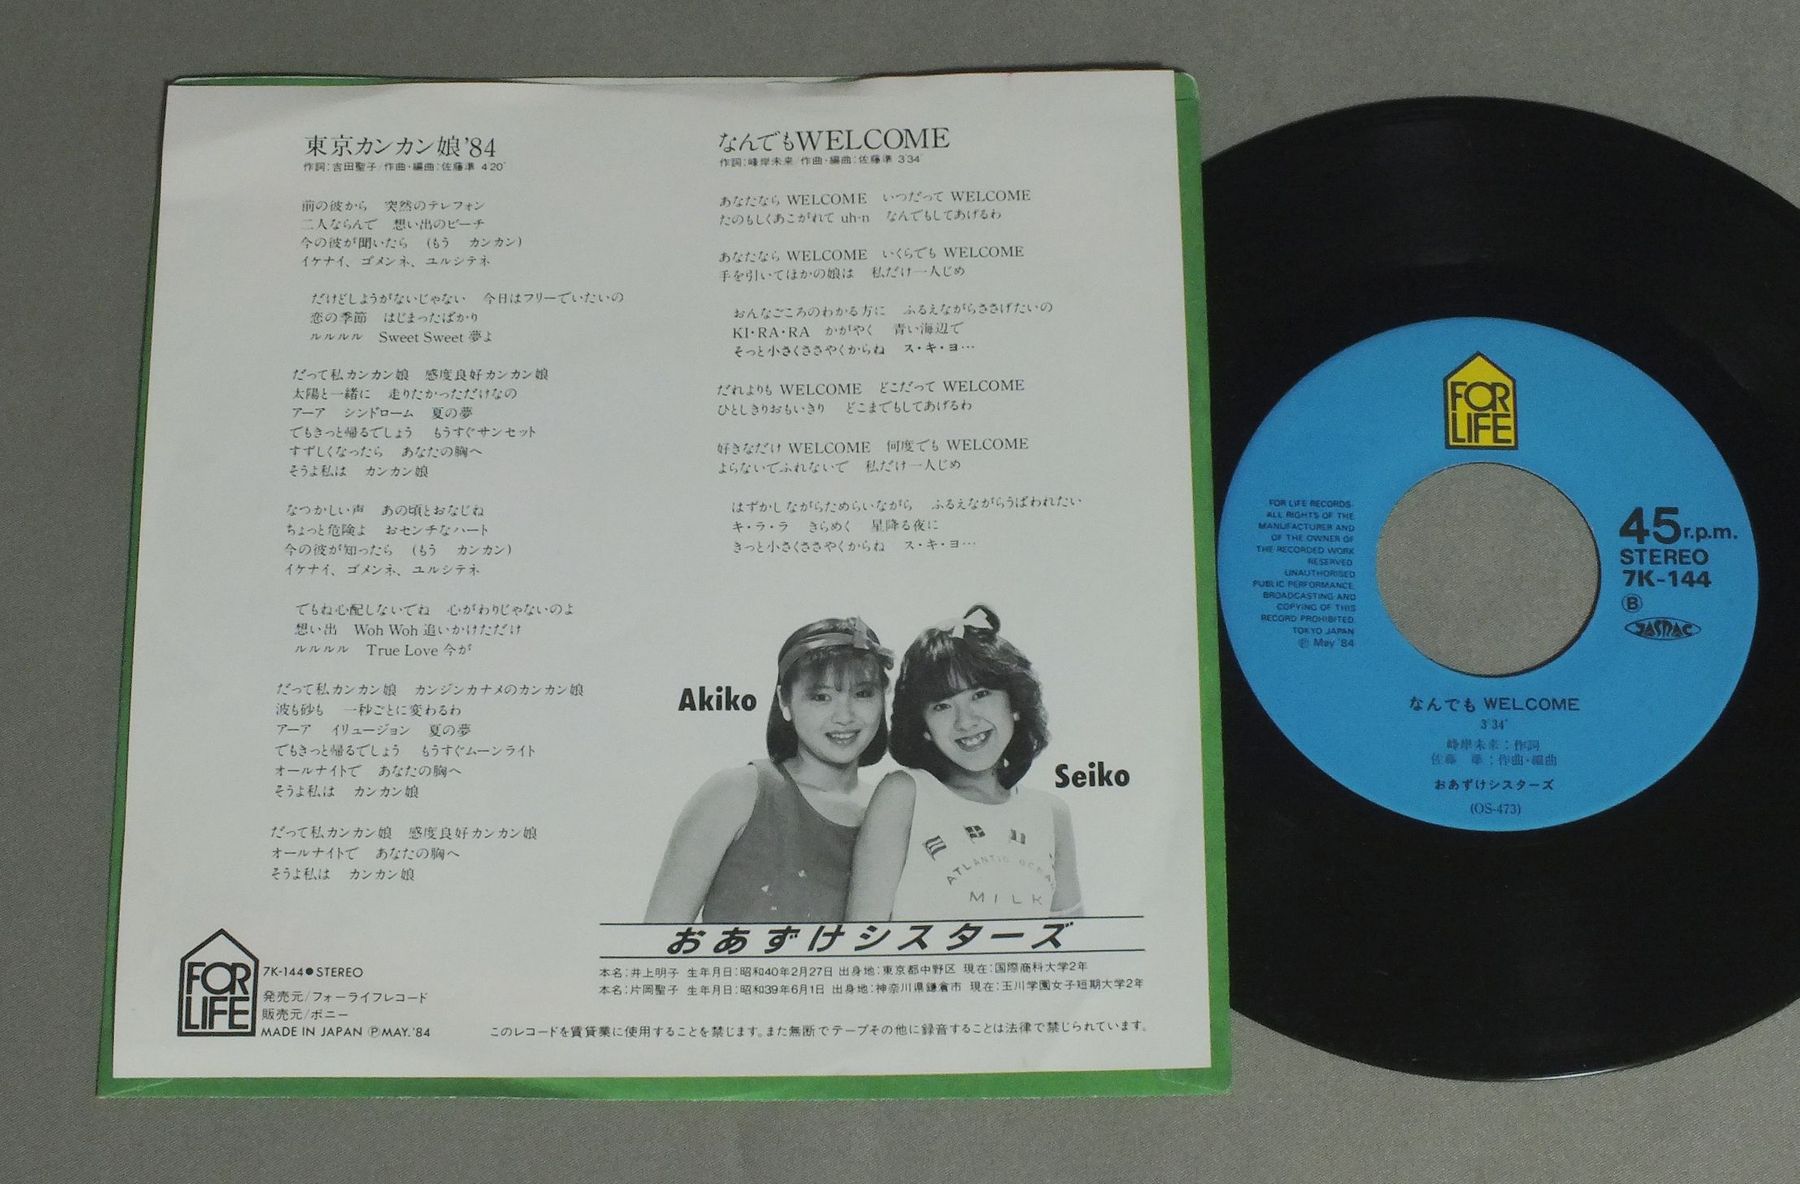 東京カンカン娘'84
作詞:吉田聖子/作曲・編曲:佐藤準 4'20"
前の彼から 突然のテレフォン
二人ならんで 想い出のビーチ
今の彼が聞いたら (もう カンカン)
イケナイ、ゴメンネ、ユルシテネ
だけどしようがないじゃない 今日はフリーでいたいの
恋の季節 はじまったばかり
ルルルル Sweet Sweet 夢よ
だって私カンカン娘 感度良好カンカン娘
太陽と一緒に 走りたかっただけなの
アーア シンドローム 夏の夢
でもきっと帰るでしょう もうすぐサンセット
すずしくなったら あなたの胸へ
そうよ私は カンカン娘
なつかしい声 あの頃とおなじね
ちょっと危険よ おセンチなハート
今の彼が知ったら (もう カンカン)
イケナイ、ゴメンネ、ユルシテネ
でもね心配しないでね 心がわりじゃないのよ
想い出 Woh Woh 追いかけただけ
ルルルル True Love 今が
だって私カンカン娘 カンジンカナメのカンカン娘
波も砂も 一秒ごとに変わるわ
アーア イリュージョン 夏の夢
でもきっと帰るでしょう もうすぐムーンライト
オールナイトで あなたの胸へ
そうよ私は カンカン娘
だって私カンカン娘 感度良好カンカン娘
オールナイトで あなたの胸へ
そうよ私は カンカン娘
FOR
LIFE
7K-144●STEREO
発売元/フォーライフレコード
販売元/ポニー
MADE IN JAPAN ⓅMAY.'84
なんでもWELCOME
作詞:峰岸未来/作曲・編曲:佐藤準 3'34"
あなたなら WELCOME いつだって WELCOME
たのもしくあこがれて uh-n なんでもしてあげるわ
あなたなら WELCOME いくらでも WELCOME
手を引いてほかの娘は 私だけ一人じめ
おんなごころのわかる方に ふるえながらささげたいの
KI・RA・RA かがやく 青い海辺で
そっと小さくささやくからね ス・キ・ヨ…
だれよりも WELCOME どこだって WELCOME
ひとしきりおもいきり どこまでもしてあげるわ
好きなだけ WELCOME 何度でも WELCOME
よらないでふれないで 私だけ一人じめ
はずかしながらためらいながら ふるえながらうばわれたい
キ・ラ・ラ きらめく 星降る夜に
きっと小さくささやくからね ス・キ・ヨ…
Akiko
Seiko
ATLANTIC OCEA
MILK
おあずけシスターズ
本名:井上明子 生年月日:昭和40年2月27日 出身地:東京都中野区 現在:国際商科大学2年
本名:片岡聖子 生年月日:昭和39年6月1日 出身地:神奈川県鎌倉市 現在:玉川学園女子短期大学2年
このレコードを賃貸業に使用することを禁じます。また無断でテープその他に録音することは法律で禁じられています。
FOR
LIFE
FOR LIFE RECORDS·
ALL RIGHTS OF THE
MANUFACTURER AND
OF THE OWNER OF
THE RECORDED WORK
RESERVED.
UNAUTHORISED
PUBLIC PERFORMANCE,
BROADCASTING AND
COPYING OF THIS
RECORD PROHIBITED.
TOKYO JAPAN
Ⓟ May '84
45r.p.m.
STEREO
7K-144
Ⓑ
JASRAC
なんでも WELCOME
3'34"
峰岸未来:作詞
佐藤 準:作曲・編曲
おあずけシスターズ
(OS-473)